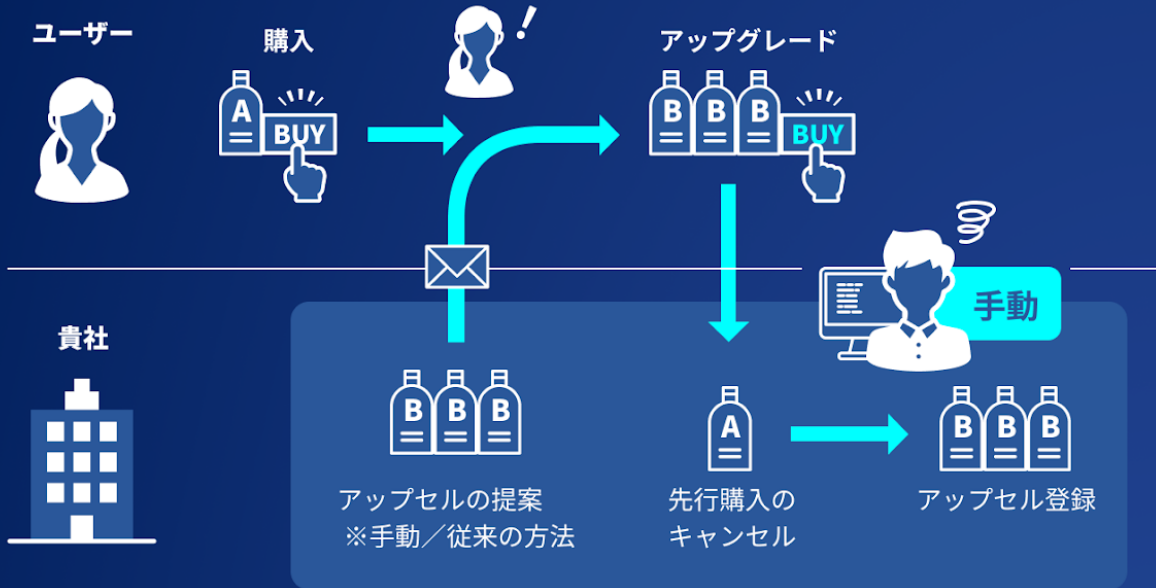 ユーザー
購入
アップグレード
A
BUY
B B B
BUY
手動
貴社
B B B
A
B B B
アップセルの提案
※手動／従来の方法
先行購入の
キャンセル
アップセル登録